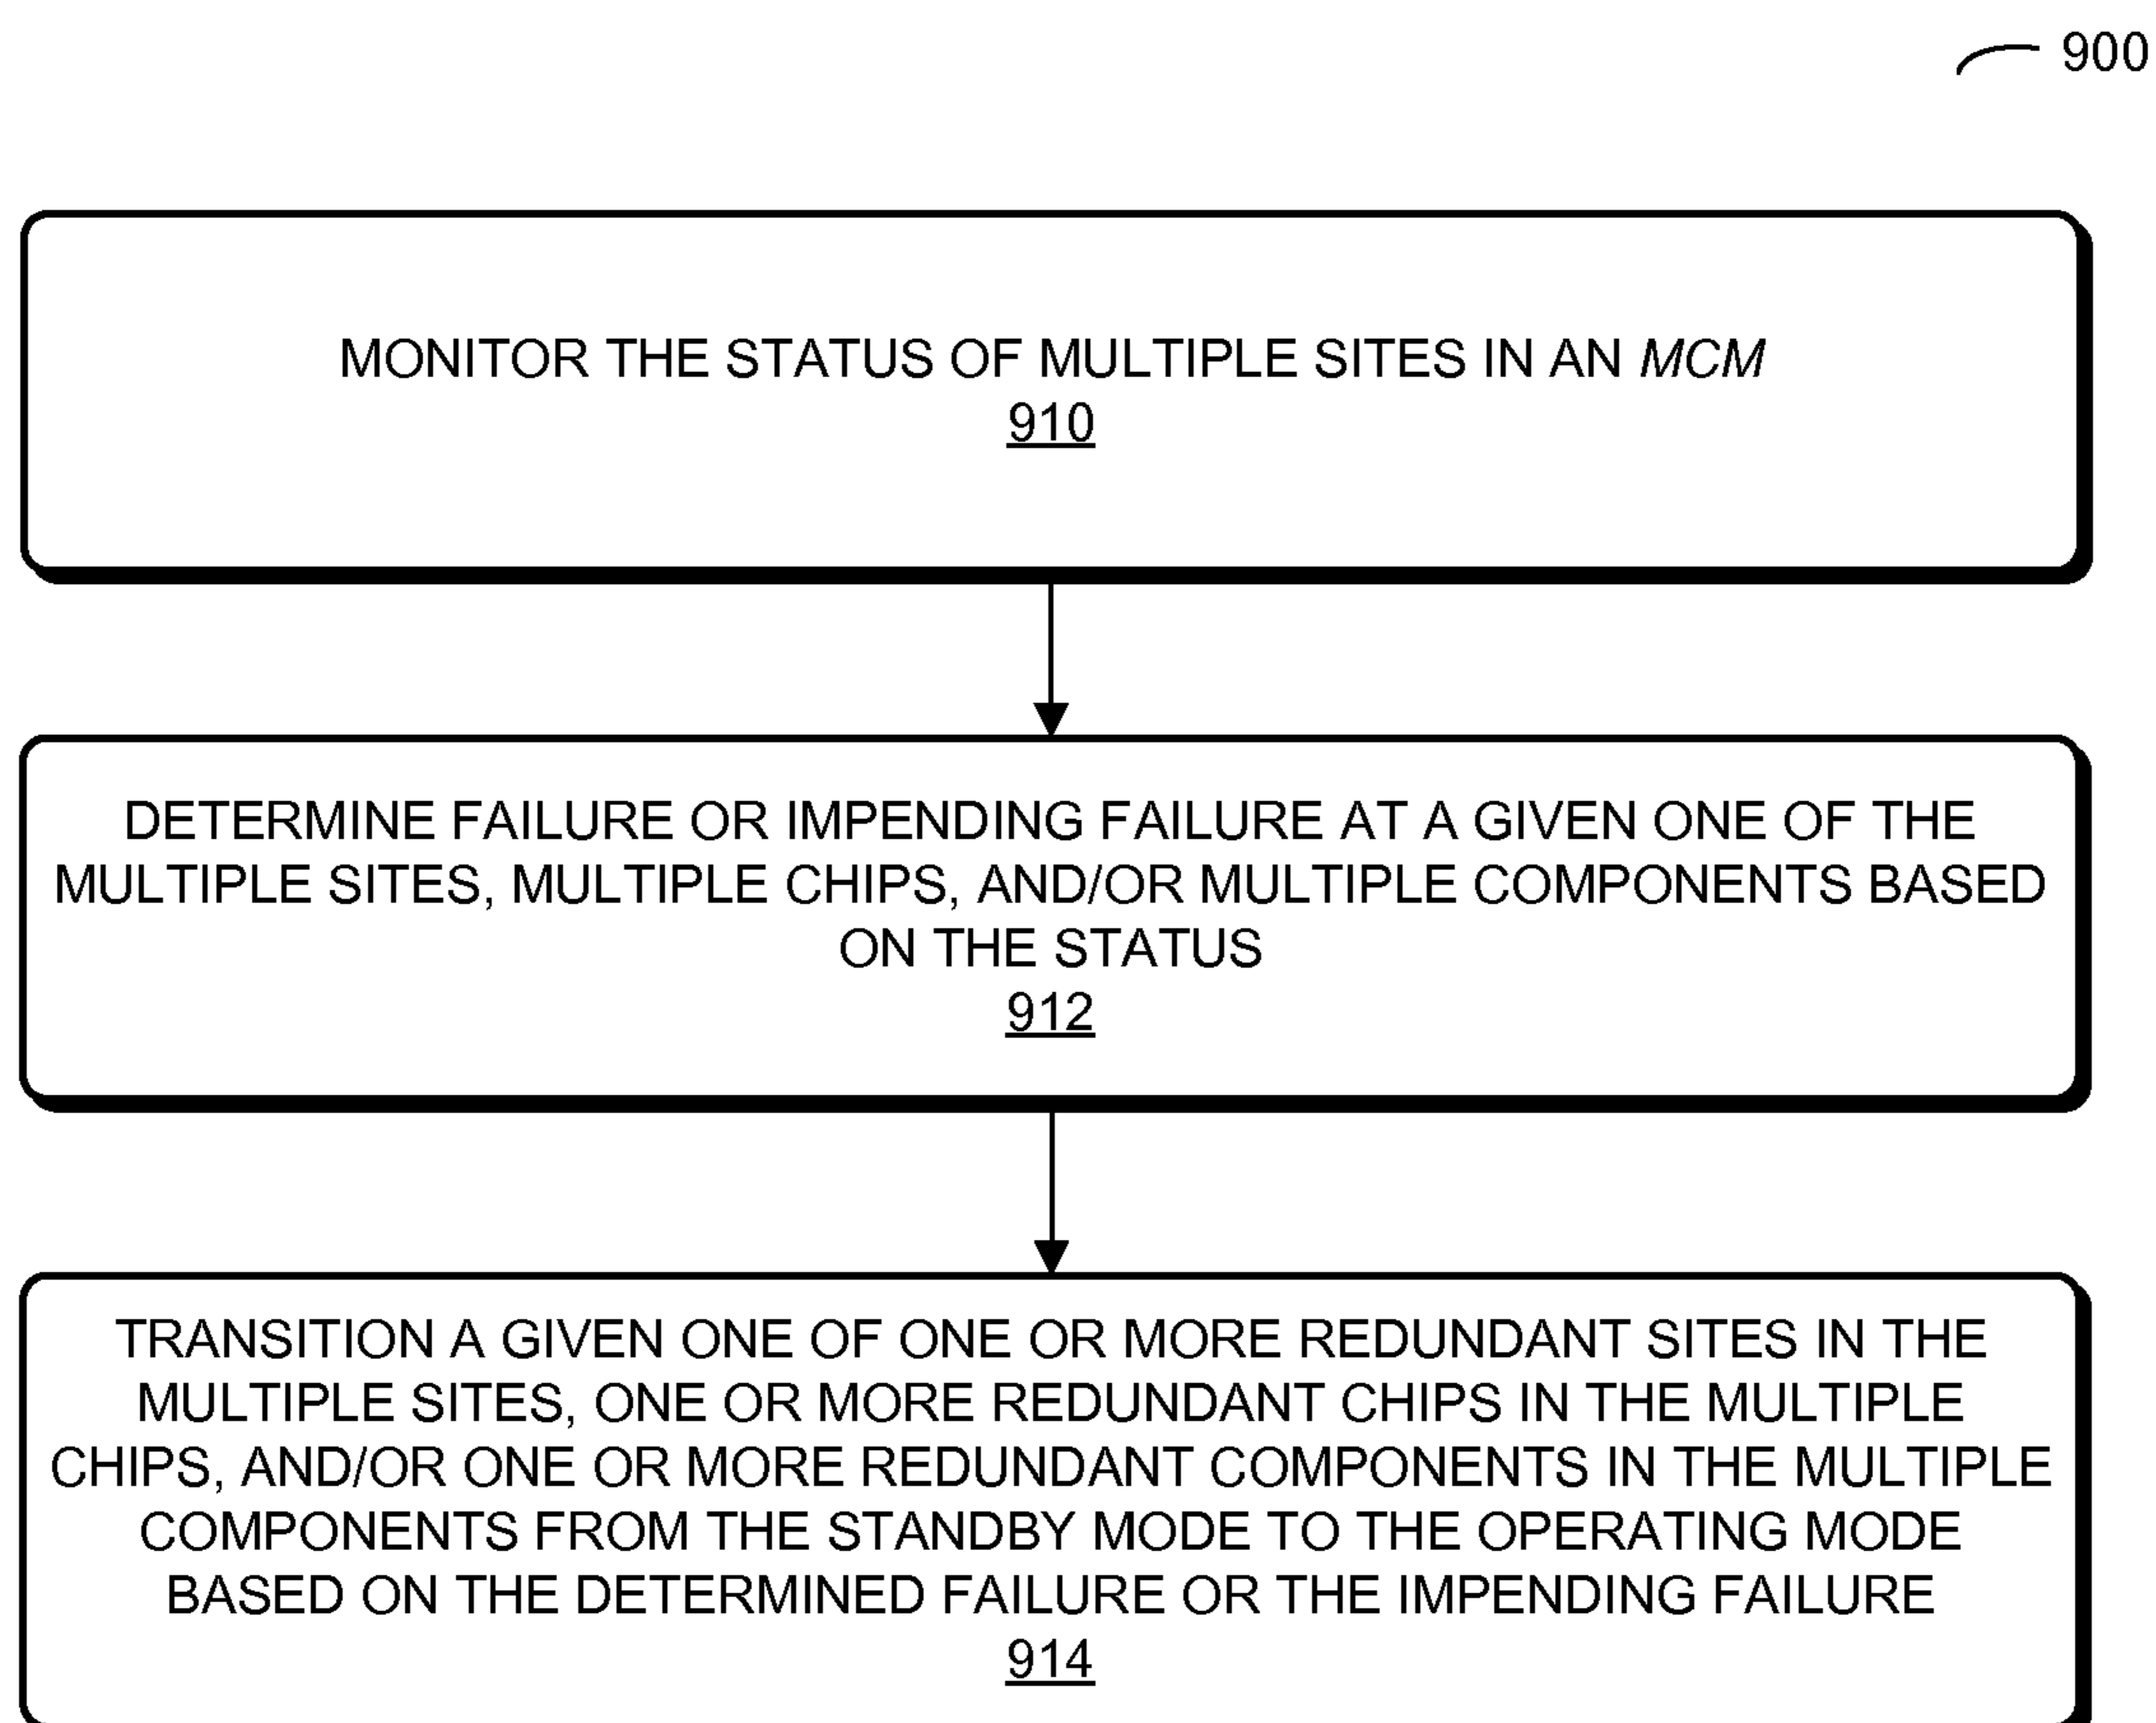 900
MONITOR THE STATUS OF MULTIPLE SITES IN AN MCM
910
DETERMINE FAILURE OR IMPENDING FAILURE AT A GIVEN ONE OF THE
MULTIPLE SITES, MULTIPLE CHIPS, AND/OR MULTIPLE COMPONENTS BASED
ON THE STATUS
912
TRANSITION A GIVEN ONE OF ONE OR MORE REDUNDANT SITES IN THE
MULTIPLE SITES, ONE OR MORE REDUNDANT CHIPS IN THE MULTIPLE
CHIPS, AND/OR ONE OR MORE REDUNDANT COMPONENTS IN THE MULTIPLE
COMPONENTS FROM THE STANDBY MODE TO THE OPERATING MODE
BASED ON THE DETERMINED FAILURE OR THE IMPENDING FAILURE
914